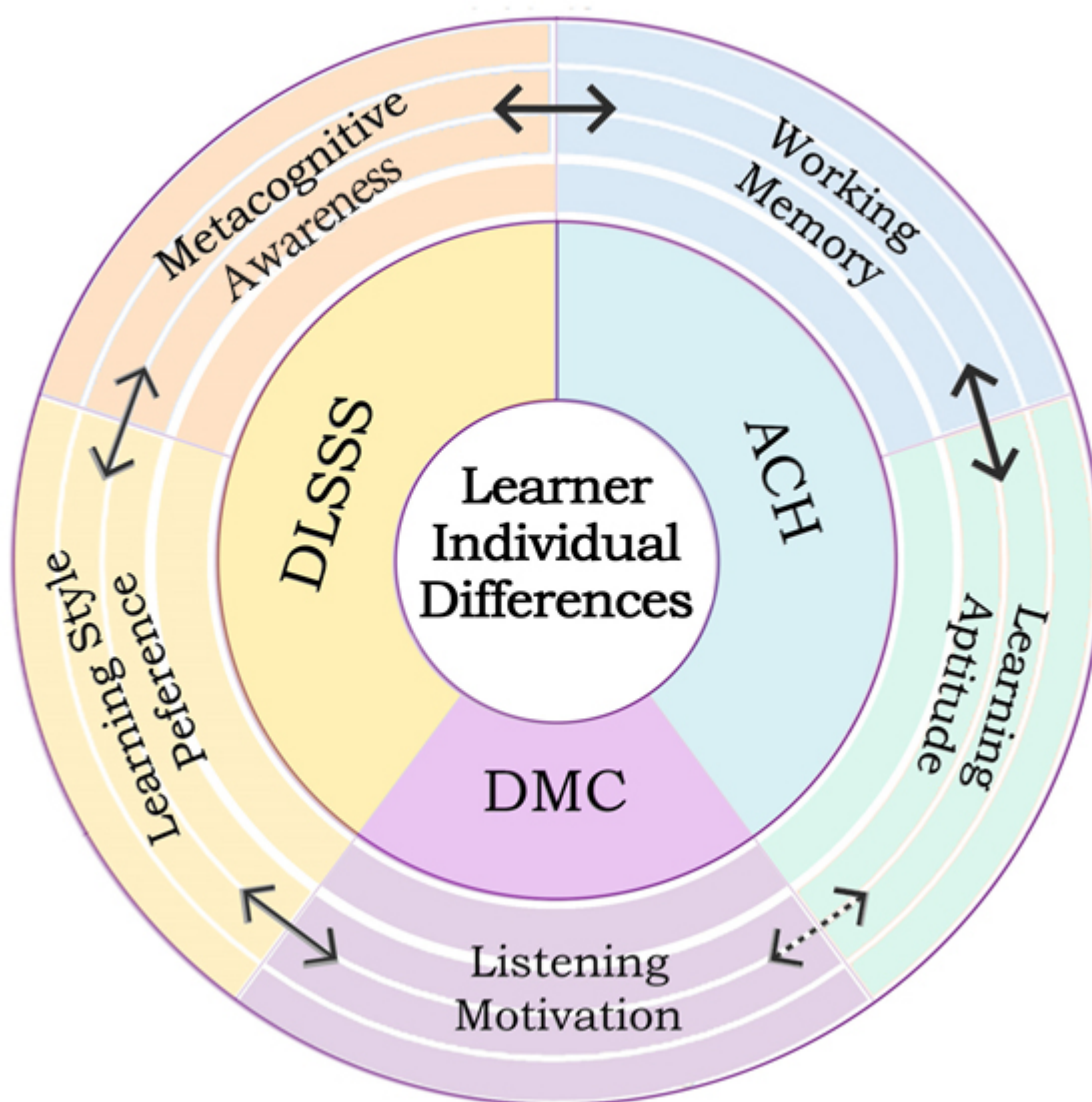 Metacognitive
Awareness
Working
Memory
DLSSS
ACH
Learner
Individual
Differences
Learning Style
Peference
Learning
Aptitude
DMC
Listening
Motivation